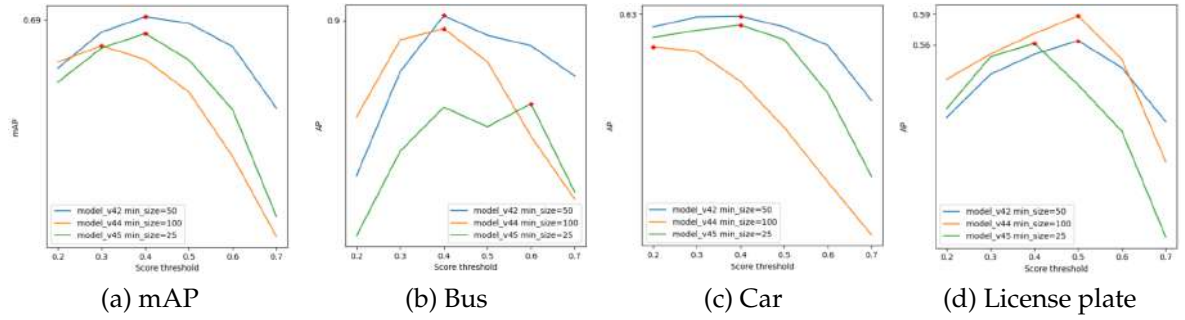 0.69
mAP
model_v42 min_size=50
model_v44 min_size=100
model_v45 min_size=25
0.2 0.3 0.4 0.5 0.6 0.7
Score threshold
(a) mAP
0.9
AP
model_v42 min_size=50
model_v44 min_size=100
model_v45 min_size=25
0.2 0.3 0.4 0.5 0.6 0.7
Score threshold
(b) Bus
0.83
AP
model_v42 min_size=50
model_v44 min_size=100
model_v45 min_size=25
0.2 0.3 0.4 0.5 0.6 0.7
Score threshold
(c) Car
0.59
0.56
AP
model_v42 min_size=50
model_v44 min_size=100
model_v45 min_size=25
0.2 0.3 0.4 0.5 0.6 0.7
Score threshold
(d) License plate